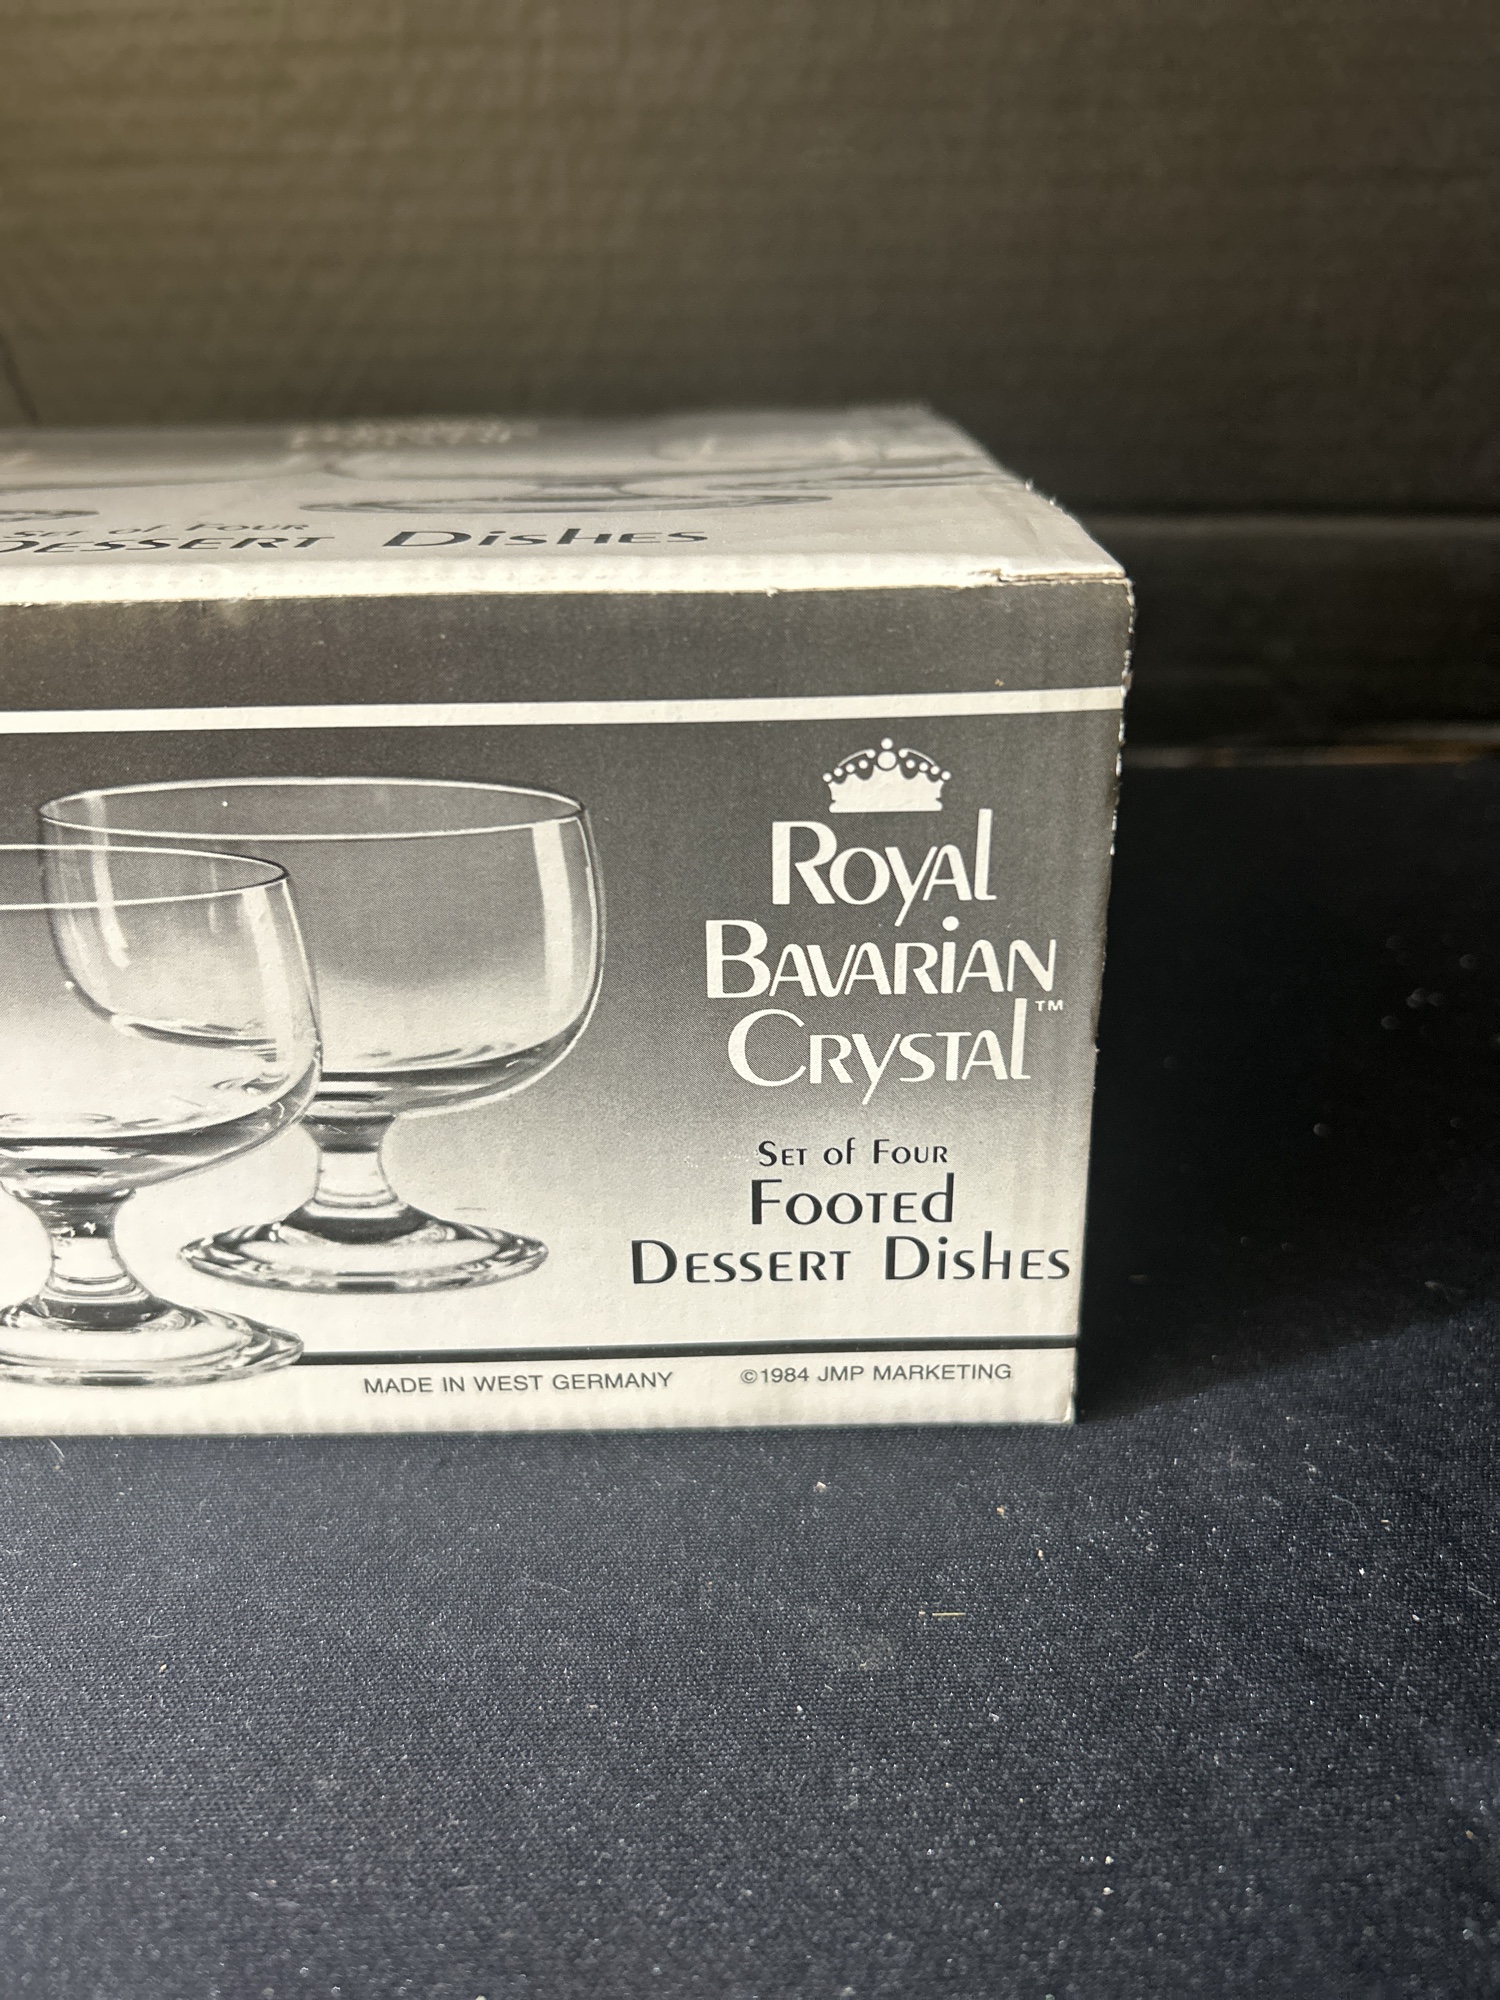 Set of Four
Dessert Dishes
Royal
Bavarian
Crystal™
Set of Four
Footed
Dessert Dishes
MADE IN WEST GERMANY ©1984 JMP MARKETING